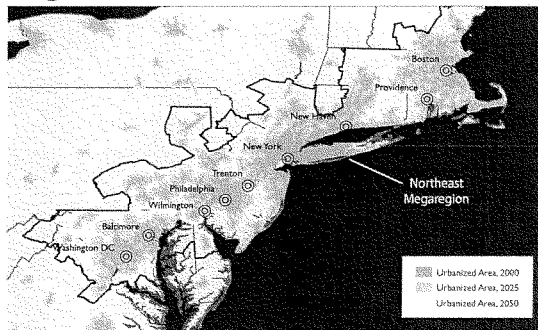 Boston
Providence
New Haven
New York
Trenton
Philadelphia
Wilmington
Baltimore
Washington DC
Northeast
Megaregion
Urbanized Area, 2000
Urbanized Area, 2025
Urbanized Area, 2050